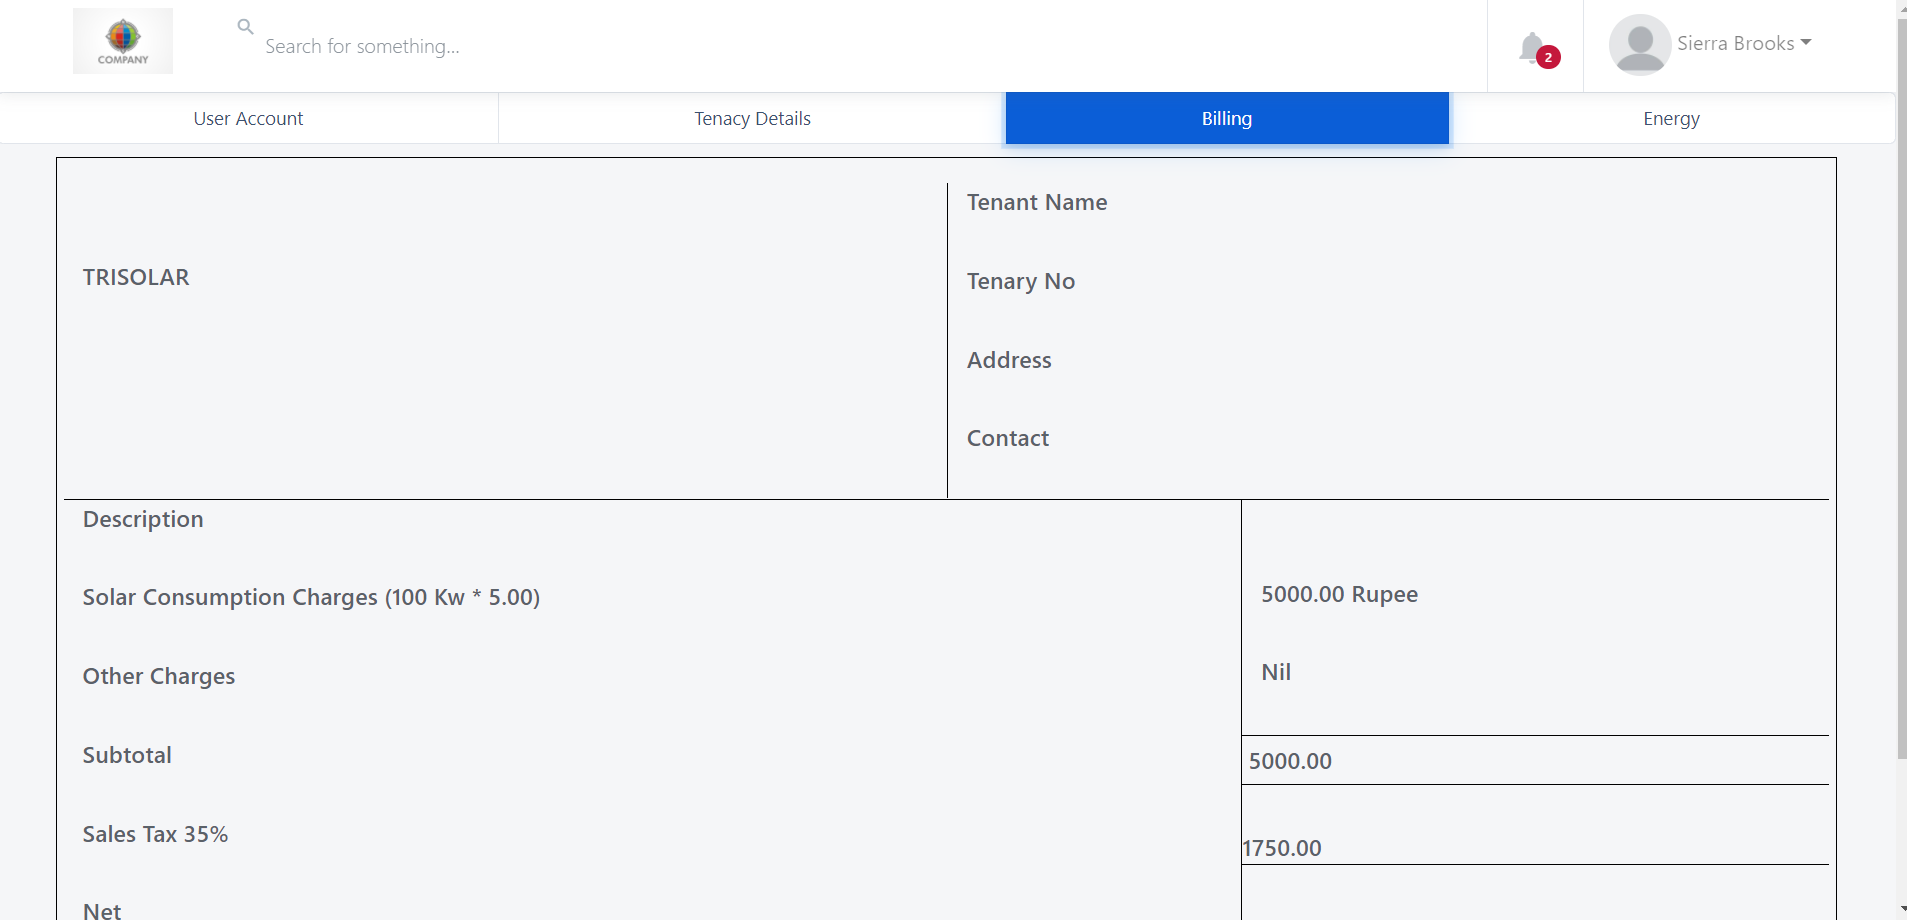 COMPANY
Search for something...
2
Sierra Brooks
User Account
Tenacy Details
Billing
Energy
TRISOLAR
Tenant Name
Tenary No
Address
Contact
Description
Solar Consumption Charges (100 Kw * 5.00)
5000.00 Rupee
Other Charges
Nil
Subtotal
5000.00
Sales Tax 35%
1750.00
Net